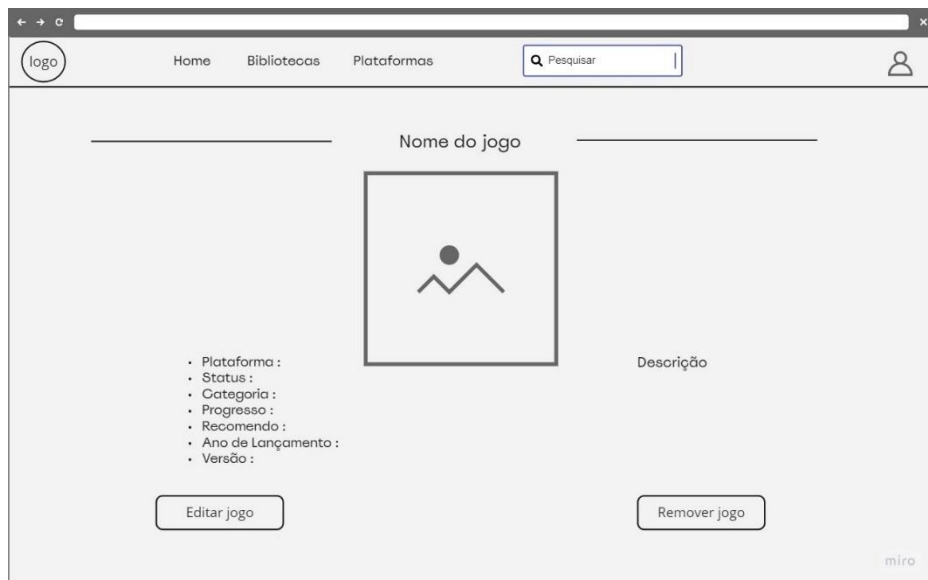 logo
Home Bibliotecas Plataformas Pesquisar
Nome do jogo
• Plataforma :
• Status :
• Categoria :
• Progresso :
• Recomendo :
• Ano de Lançamento :
• Versão :
Descrição
Editar jogo
Remover jogo
miro